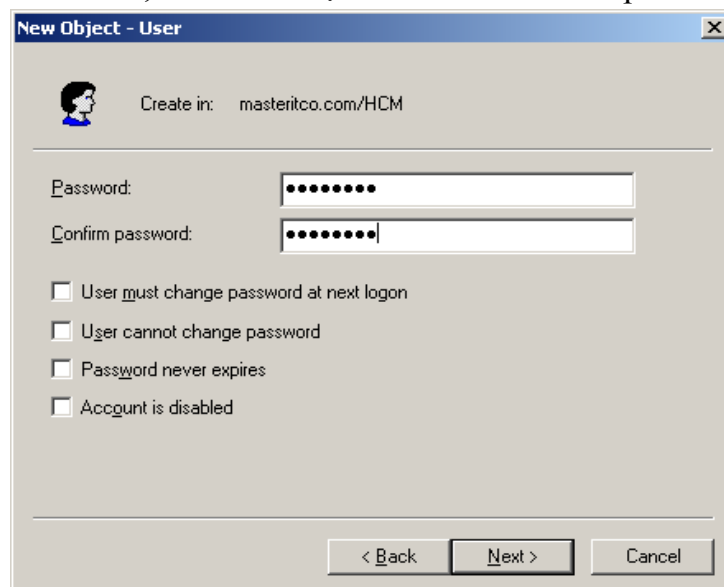 New Object - User
Create in: masteritco.com/HCM
Password: ●●●●●●●●
Confirm password: ●●●●●●●●
User must change password at next logon
User cannot change password
Password never expires
Account is disabled
< Back Next > Cancel